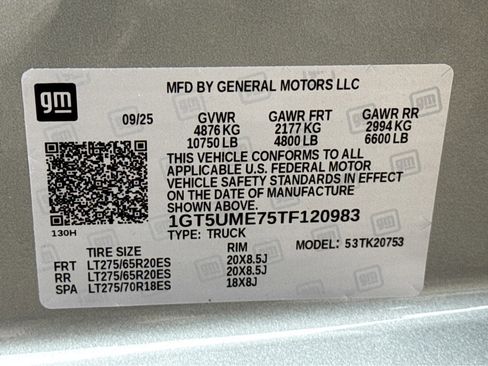 gm
MFD BY GENERAL MOTORS LLC
09/25 GVWR GAWR FRT GAWR RR
4876 KG 2177 KG 2994 KG
10750 LB 4800 LB 6600 LB
THIS VEHICLE CONFORMS TO ALL
APPLICABLE U.S. FEDERAL MOTOR
VEHICLE SAFETY STANDARDS IN EFFECT
ON THE DATE OF MANUFACTURE
SHOWN ABOVE.
1GT5UME75TF120983
130H TYPE: TRUCK
MODEL: 53TK20753
TIRE SIZE RIM
FRT LT275/65R20ES 20X8.5J
RR LT275/65R20ES 20X8.5J
SPA LT275/70R18ES 18X8J